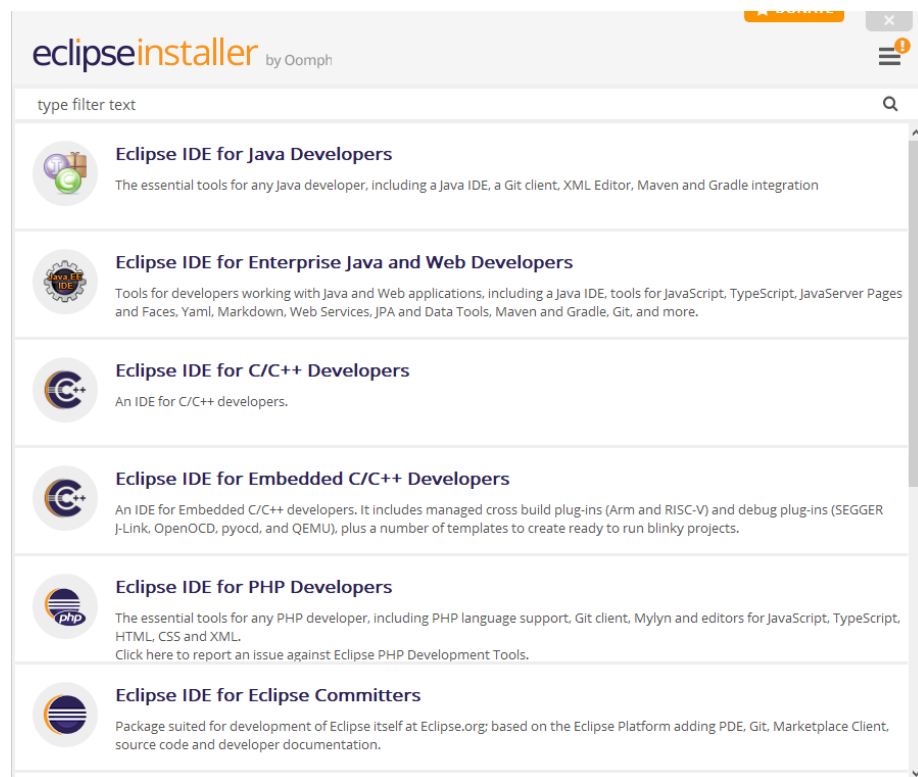 DONATE
eclipseinstaller by Oomph
type filter text
Eclipse IDE for Java Developers
The essential tools for any Java developer, including a Java IDE, a Git client, XML Editor, Maven and Gradle integration
Java EE
IDE
Eclipse IDE for Enterprise Java and Web Developers
Tools for developers working with Java and Web applications, including a Java IDE, tools for JavaScript, TypeScript, JavaServer Pages
and Faces, Yaml, Markdown, Web Services, JPA and Data Tools, Maven and Gradle, Git, and more.
C++
Eclipse IDE for C/C++ Developers
An IDE for C/C++ developers.
C++
Eclipse IDE for Embedded C/C++ Developers
An IDE for Embedded C/C++ developers. It includes managed cross build plug-ins (Arm and RISC-V) and debug plug-ins (SEGGER
J-Link, OpenOCD, pyocd, and QEMU), plus a number of templates to create ready to run blinky projects.
php
Eclipse IDE for PHP Developers
The essential tools for any PHP developer, including PHP language support, Git client, Mylyn and editors for JavaScript, TypeScript,
HTML, CSS and XML.
Click here to report an issue against Eclipse PHP Development Tools.
Eclipse IDE for Eclipse Committers
Package suited for development of Eclipse itself at Eclipse.org; based on the Eclipse Platform adding PDE, Git, Marketplace Client,
source code and developer documentation.